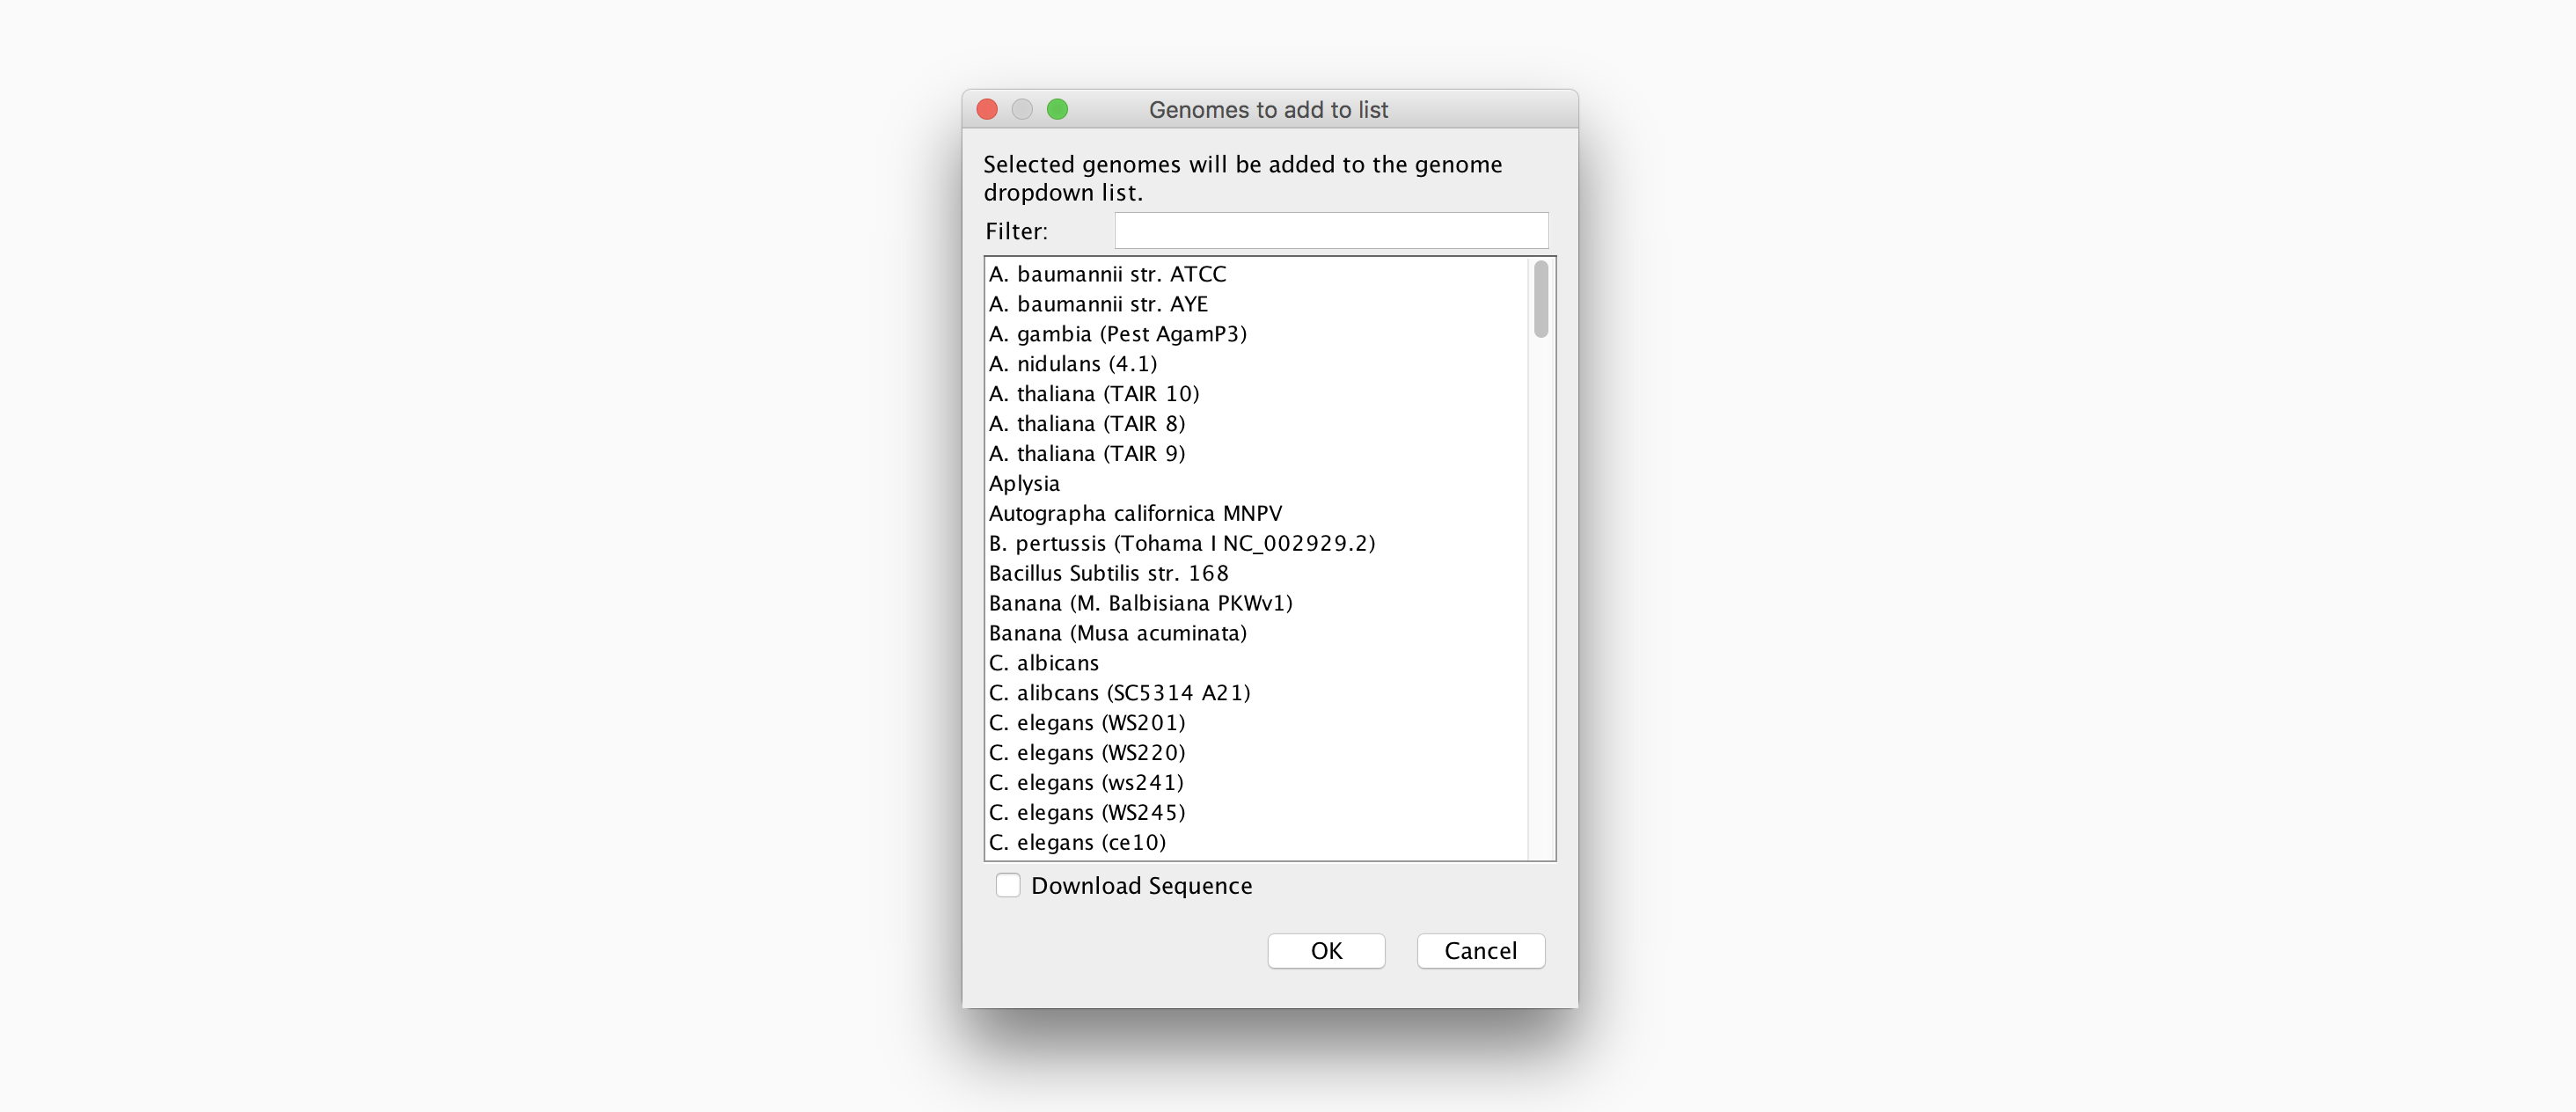 Genomes to add to list
Selected genomes will be added to the genome
dropdown list.
Filter:
A. baumannii str. ATCC
A. baumannii str. AYE
A. gambia (Pest AgamP3)
A. nidulans (4.1)
A. thaliana (TAIR 10)
A. thaliana (TAIR 8)
A. thaliana (TAIR 9)
Aplysia
Autographa californica MNPV
B. pertussis (Tohama I NC_002929.2)
Bacillus Subtilis str. 168
Banana (M. Balbisiana PKWv1)
Banana (Musa acuminata)
C. albicans
C. alibcans (SC5314 A21)
C. elegans (WS201)
C. elegans (WS220)
C. elegans (ws241)
C. elegans (WS245)
C. elegans (ce10)
Download Sequence
OK Cancel